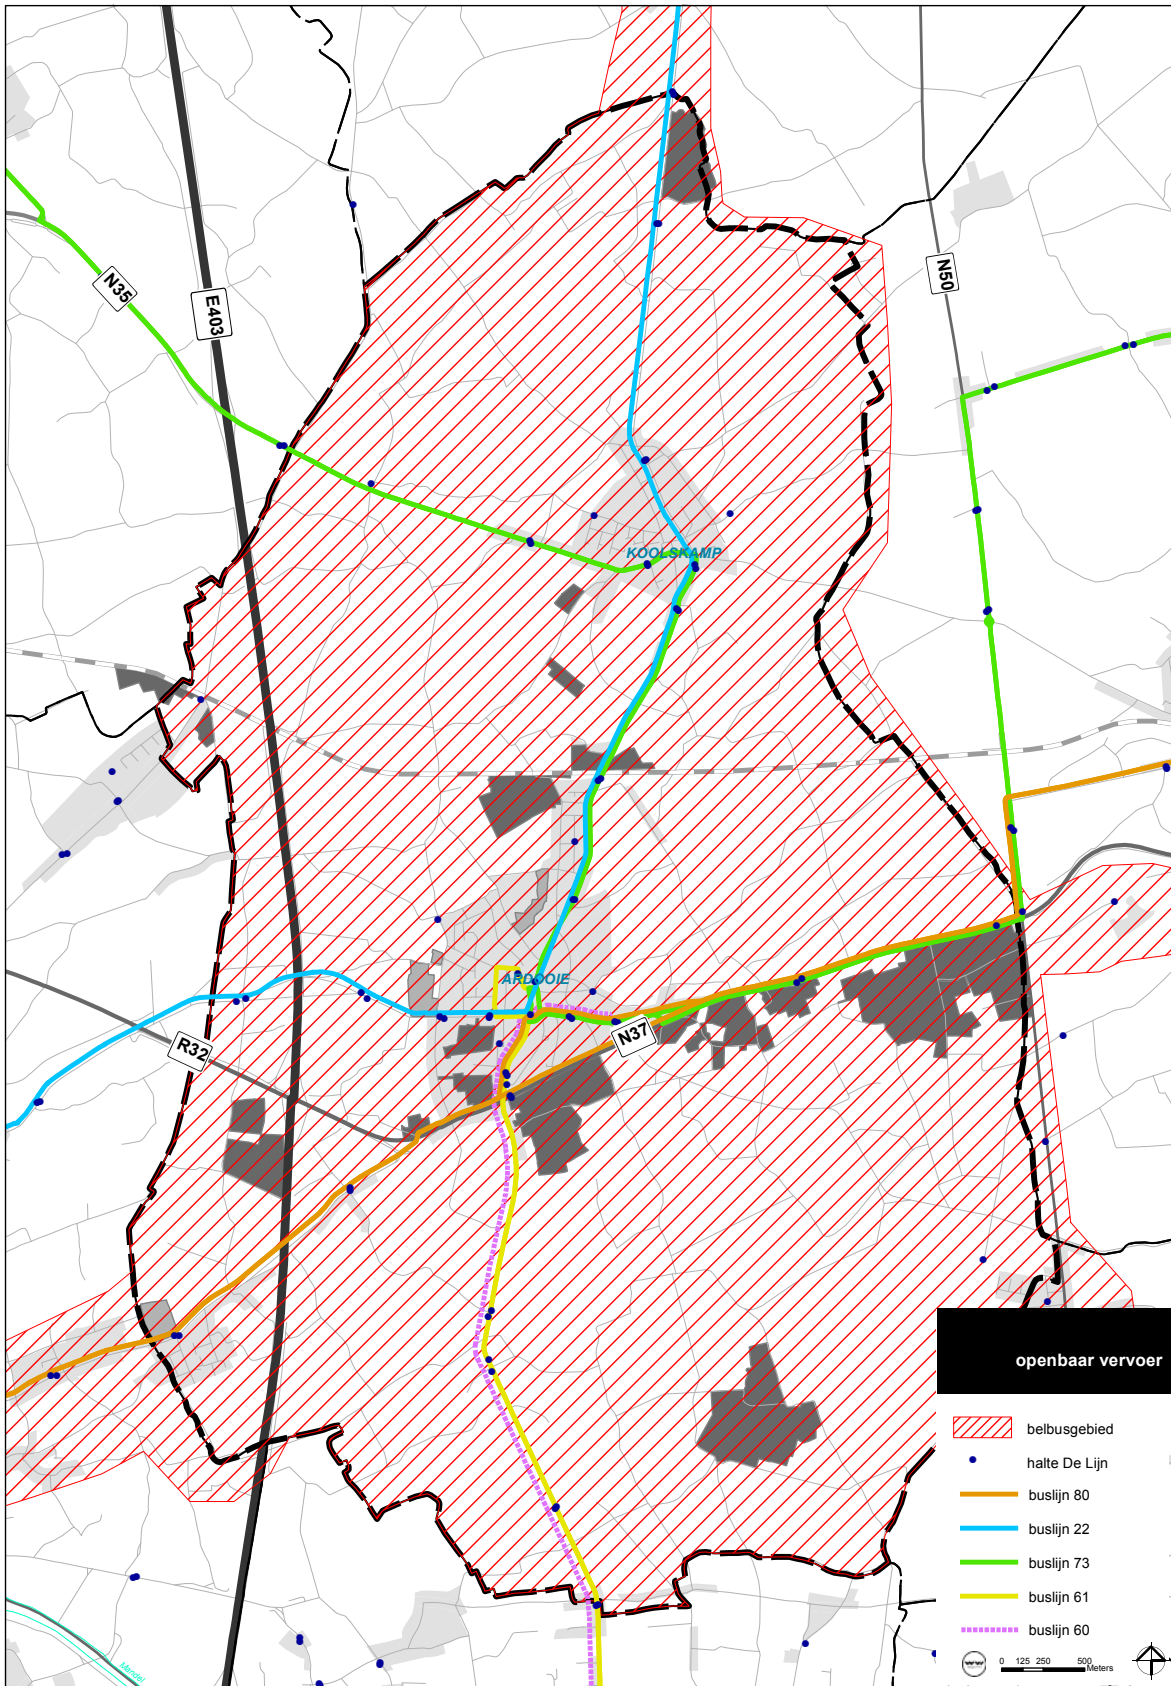 N35
E403
N50
KOOLSKAMP
ARDOOIE
N37
R32
openbaar vervoer
belbusgebied
halte De Lijn
buslijn 80
buslijn 22
buslijn 73
buslijn 61
buslijn 60
Mandel
0 125 250 500 Meters